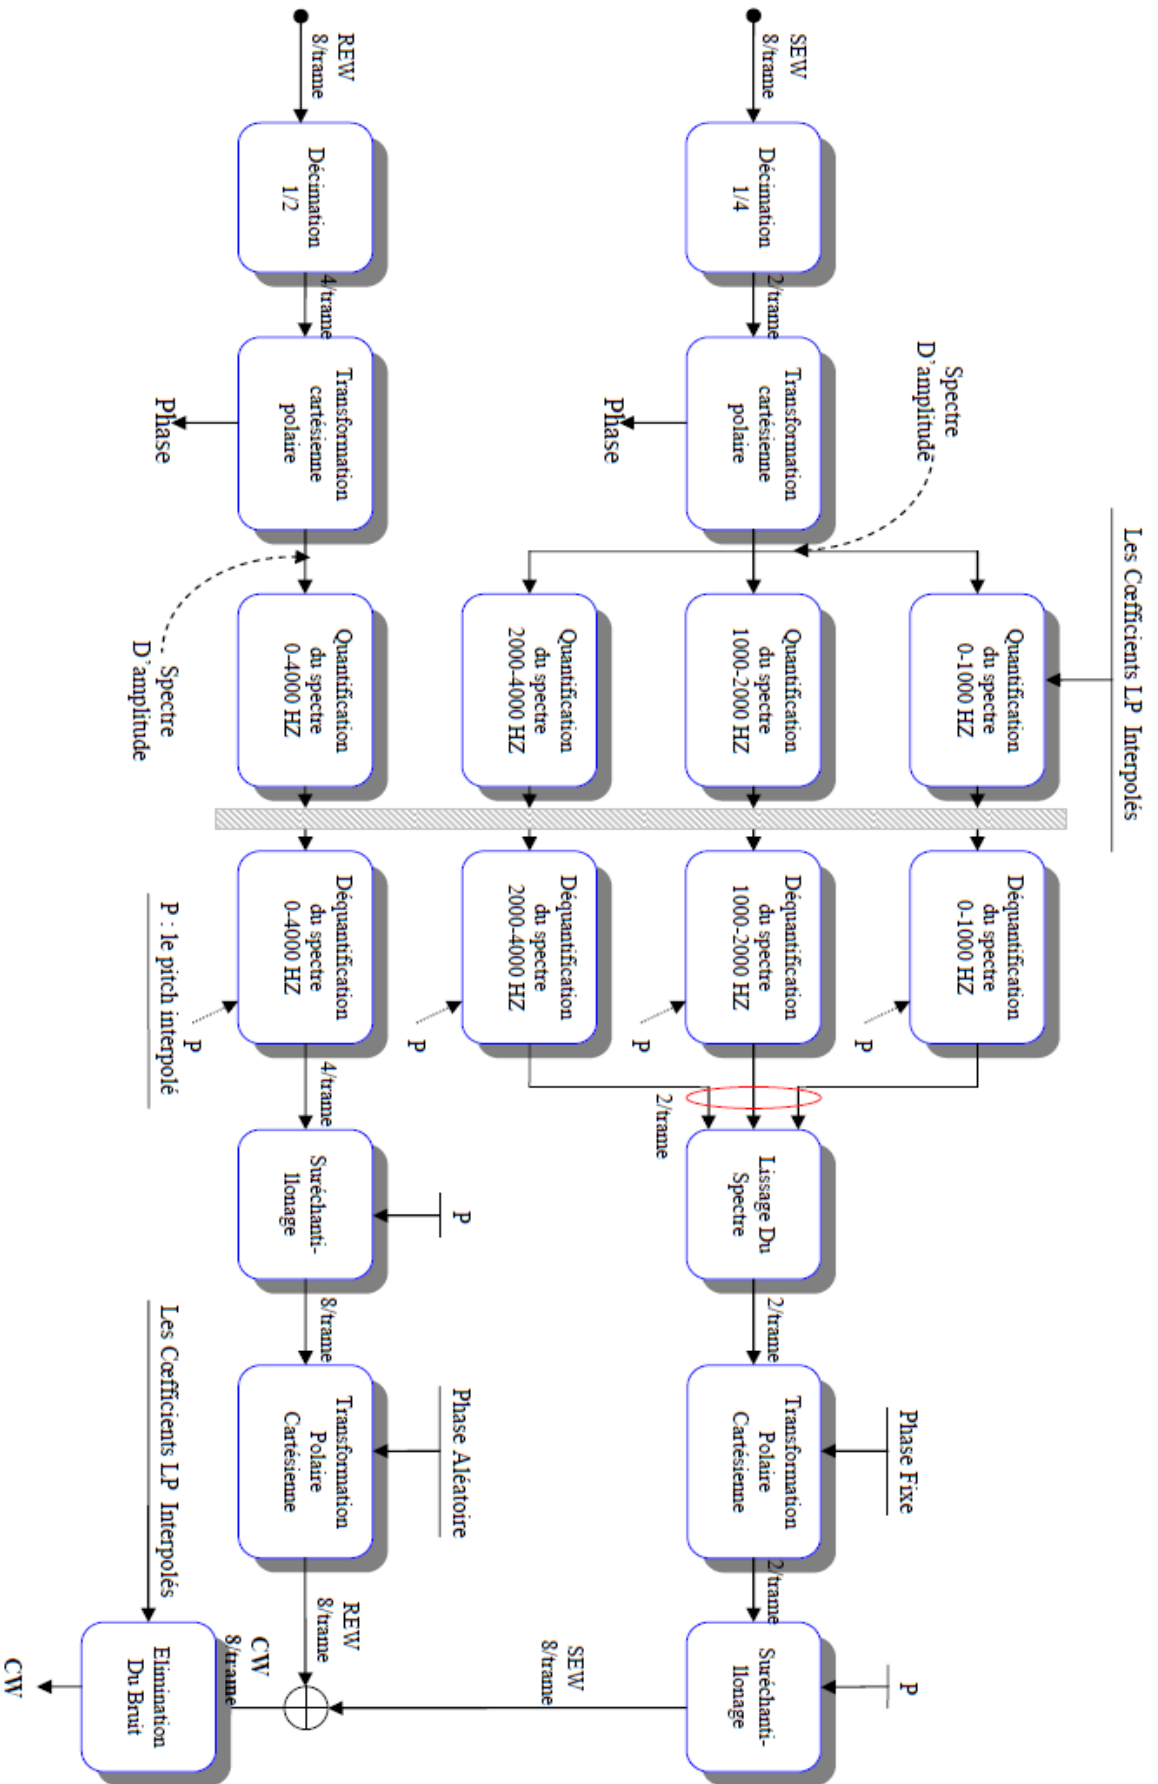 Les Cœfficients LP Interpolés
Spectre
D'amplitude
Quantification
du spectre
0-1000 HZ
Déquantification
du spectre
0-1000 HZ
P
SEW
8/trame
Décimation
1/4
2/trame
Transformation
cartésienne
polaire
Phase
Quantification
du spectre
1000-2000 HZ
Déquantification
du spectre
1000-2000 HZ
P
2/trame
Lissage Du
Spectre
2/trame
Phase Fixe
Transformation
Polaire
Cartésienne
2/trame
P
Suréchanti-
llonage
Quantification
du spectre
2000-4000 HZ
Déquantification
du spectre
2000-4000 HZ
P
SEW
8/trame
REW
8/trame
Décimation
1/2
4/trame
Transformation
cartésienne
polaire
Phase
Spectre
D'amplitude
Quantification
du spectre
0-4000 HZ
Déquantification
du spectre
0-4000 HZ
P
P : le pitch interpolé
4/trame
P
Suréchanti-
llonage
8/trame
Phase Aléatoire
Transformation
Polaire
Cartésienne
REW
8/trame
CW
8/trame
Les Cœfficients LP Interpolés
Elimination
Du Bruit
CW